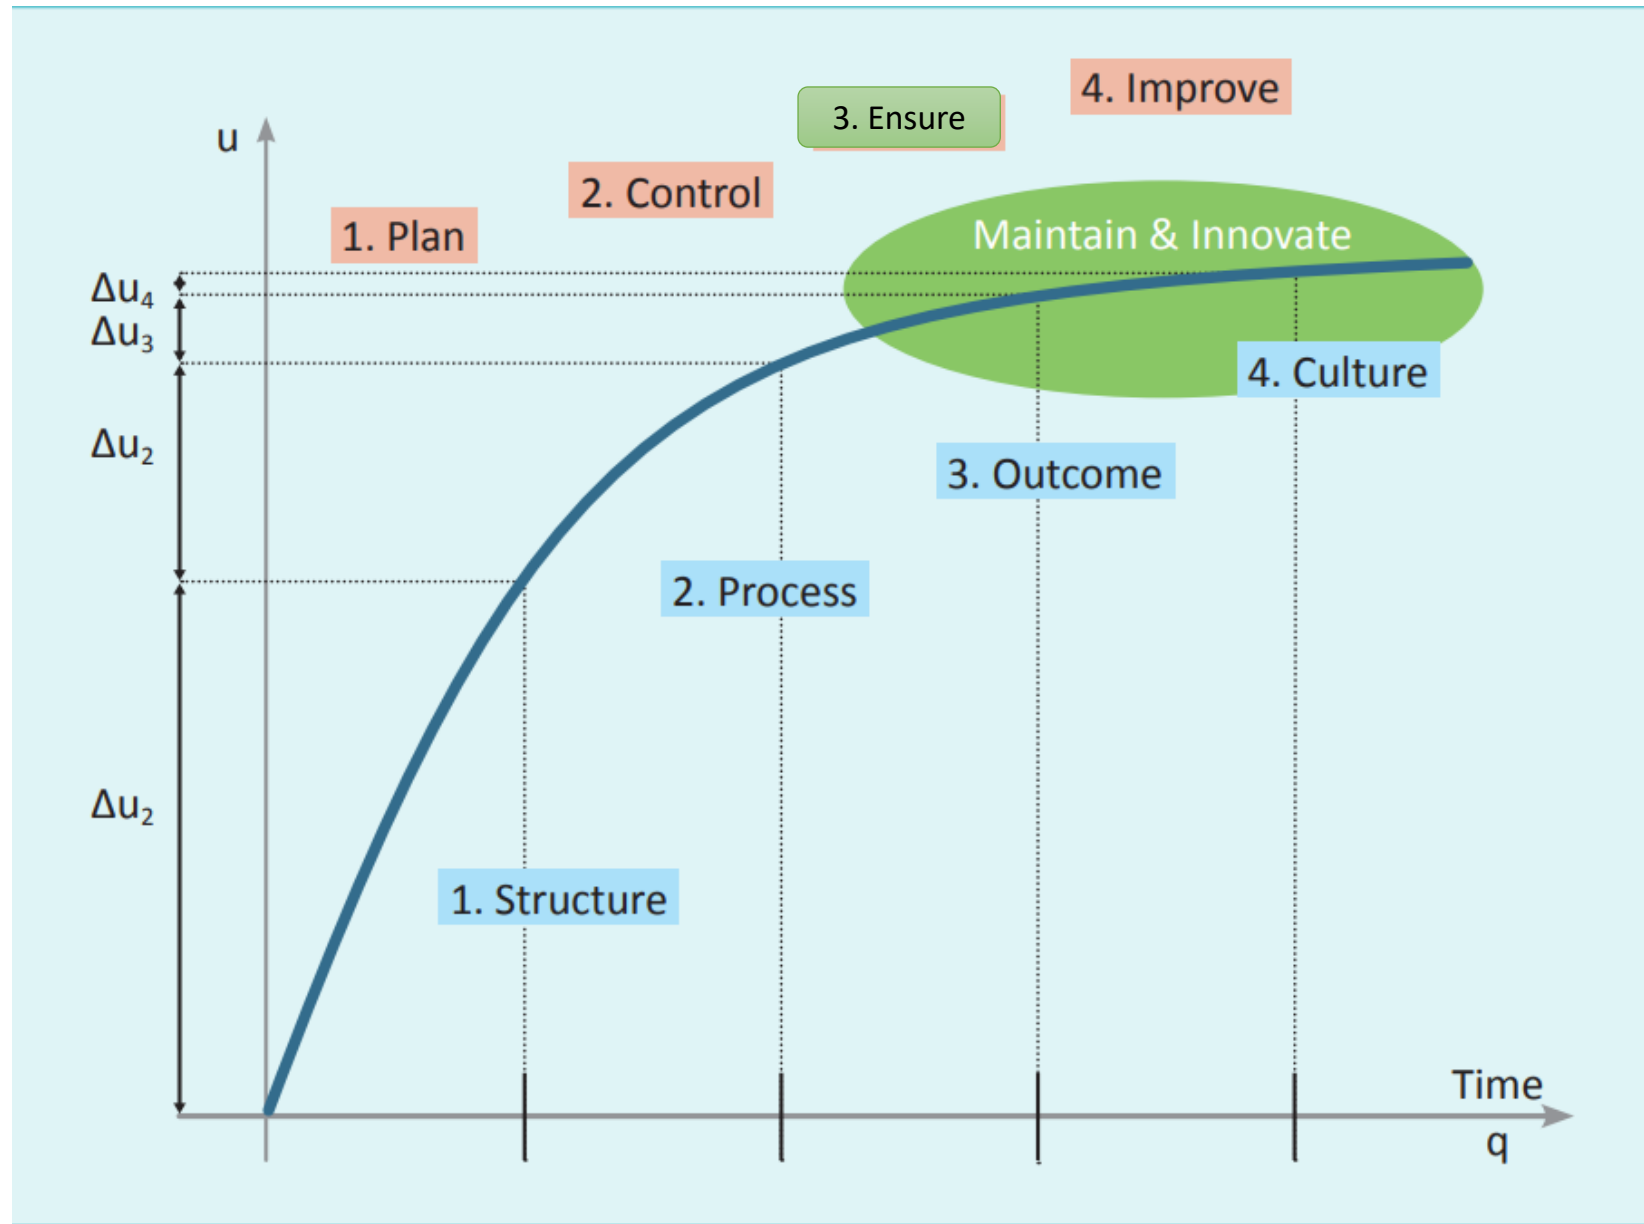 4. Improve
3. Ensure
u
2. Control
1. Plan
Maintain & Innovate
Δu₄
Δu₃
4. Culture
Δu₂
3. Outcome
2. Process
Δu₂
1. Structure
Time
q